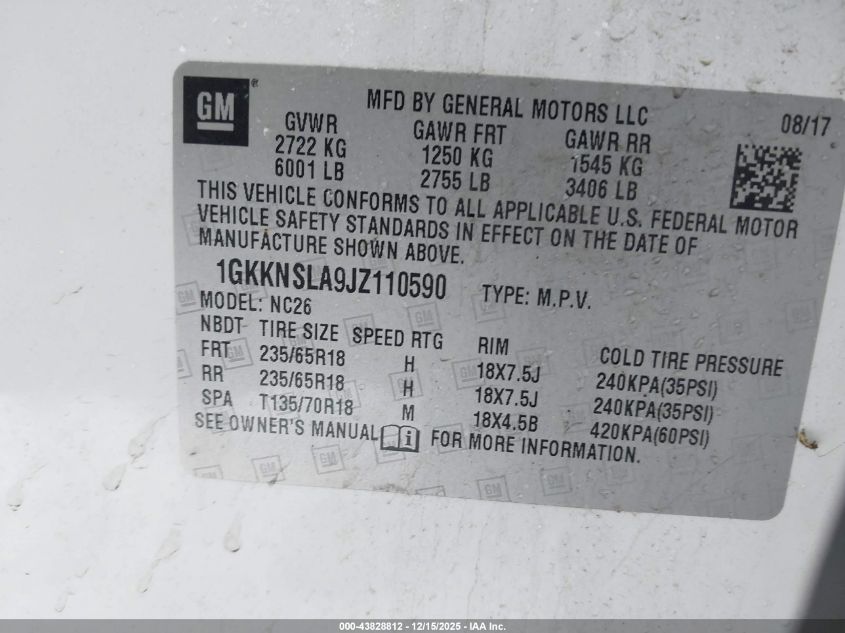 GM®
MFD BY GENERAL MOTORS LLC 08/17
GVWR GAWR FRT GAWR RR
2722 KG 1250 KG 1545 KG
6001 LB 2755 LB 3406 LB
THIS VEHICLE CONFORMS TO ALL APPLICABLE U.S. FEDERAL MOTOR
VEHICLE SAFETY STANDARDS IN EFFECT ON THE DATE OF
MANUFACTURE SHOWN ABOVE.
1GKKNSLA9JZ110590 TYPE: M.P.V.
MODEL: NC26
NBDT- TIRE SIZE SPEED RTG RIM COLD TIRE PRESSURE
FRT 235/65R18 H 18X7.5J 240KPA(35PSI)
RR 235/65R18 H 18X7.5J 240KPA(35PSI)
SPA T135/70R18 M 18X4.5B 420KPA(60PSI)
SEE OWNER'S MANUAL FOR MORE INFORMATION.
000-43828812 - 12/15/2025 - IAA Inc.